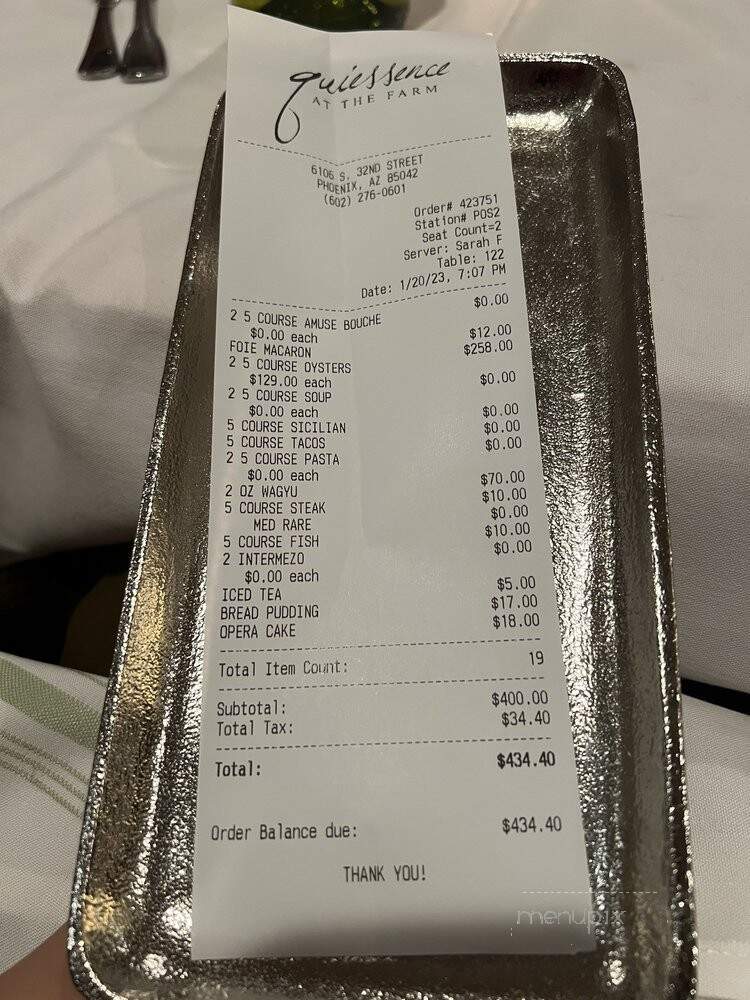 quiessence
AT THE FARM
6106 S. 32ND STREET
PHOENIX, AZ 85042
(602) 276-0601
Order# 423751
Station# POS2
Seat Count=2
Server: Sarah F
Table: 122
Date: 1/20/23, 7:07 PM
2 5 COURSE AMUSE BOUCHE $0.00
$0.00 each
FOIE MACARON $12.00
2 5 COURSE OYSTERS $258.00
$129.00 each
2 5 COURSE SOUP $0.00
$0.00 each
5 COURSE SICILIAN $0.00
5 COURSE TACOS $0.00
2 5 COURSE PASTA $0.00
$0.00 each
2 OZ WAGYU $70.00
5 COURSE STEAK $10.00
MED RARE $0.00
5 COURSE FISH $10.00
2 INTERMEZO $0.00
$0.00 each
ICED TEA $5.00
BREAD PUDDING $17.00
OPERA CAKE $18.00
Total Item Count: 19
Subtotal: $400.00
Total Tax: $34.40
Total: $434.40
Order Balance due: $434.40
THANK YOU!
menupix